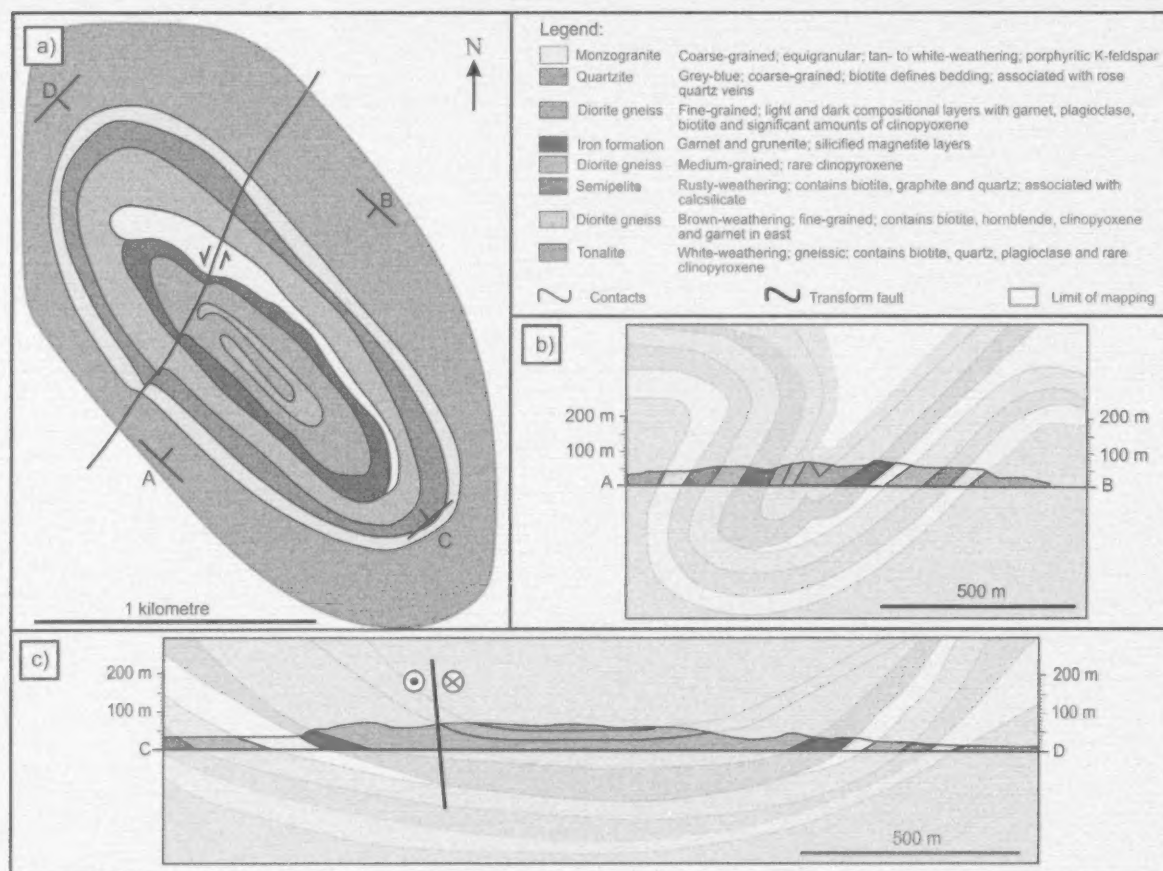 a)
N
D
B
A
C
1 kilometre
Legend:
Monzogranite Coarse-grained; equigranular; tan- to white-weathering; porphyritic K-feldspar
Quartzite Grey-blue; coarse-grained; biotite defines bedding; associated with rose
quartz veins
Diorite gneiss Fine-grained; light and dark compositional layers with garnet, plagioclase,
biotite and significant amounts of clinopyoxene
Iron formation Garnet and grunerite; silicified magnetite layers
Diorite gneiss Medium-grained; rare clinopyroxene
Semipelite Rusty-weathering; contains biotite, graphite and quartz; associated with
calcsilicate
Diorite gneiss Brown-weathering; fine-grained; contains biotite, hornblende, clinopyoxene
and garnet in east
Tonalite White-weathering; gneissic; contains biotite, quartz, plagioclase and rare
clinopyroxene
Contacts Transform fault Limit of mapping
b)
200 m 200 m
100 m 100 m
A B
500 m
c)
200 m 200 m
100 m 100 m
C D
500 m